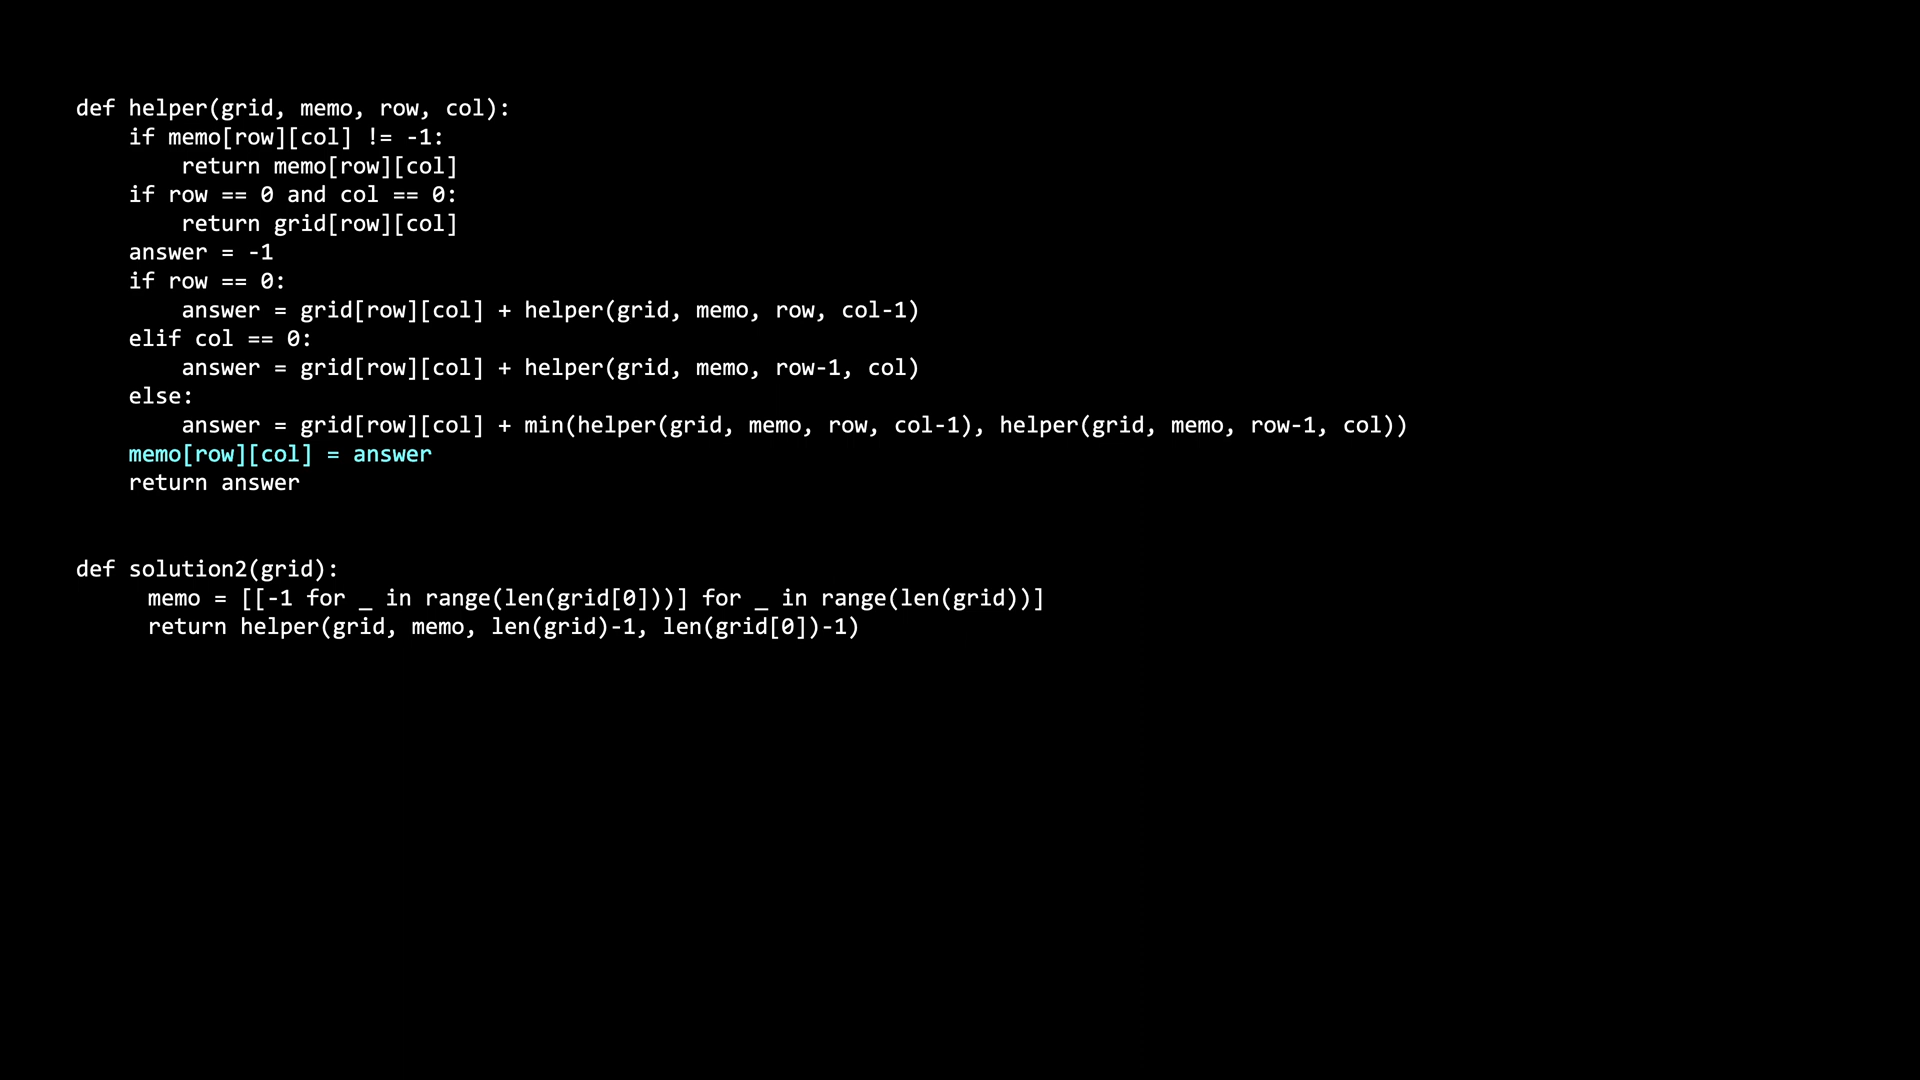 def helper(grid, memo, row, col):
    if memo[row][col] != -1:
        return memo[row][col]
    if row == 0 and col == 0:
        return grid[row][col]
    answer = -1
    if row == 0:
        answer = grid[row][col] + helper(grid, memo, row, col-1)
    elif col == 0:
        answer = grid[row][col] + helper(grid, memo, row-1, col)
    else:
        answer = grid[row][col] + min(helper(grid, memo, row, col-1), helper(grid, memo, row-1, col))
    memo[row][col] = answer
    return answer
def solution2(grid):
    memo = [[-1 for _ in range(len(grid[0]))] for _ in range(len(grid))]
    return helper(grid, memo, len(grid)-1, len(grid[0])-1)